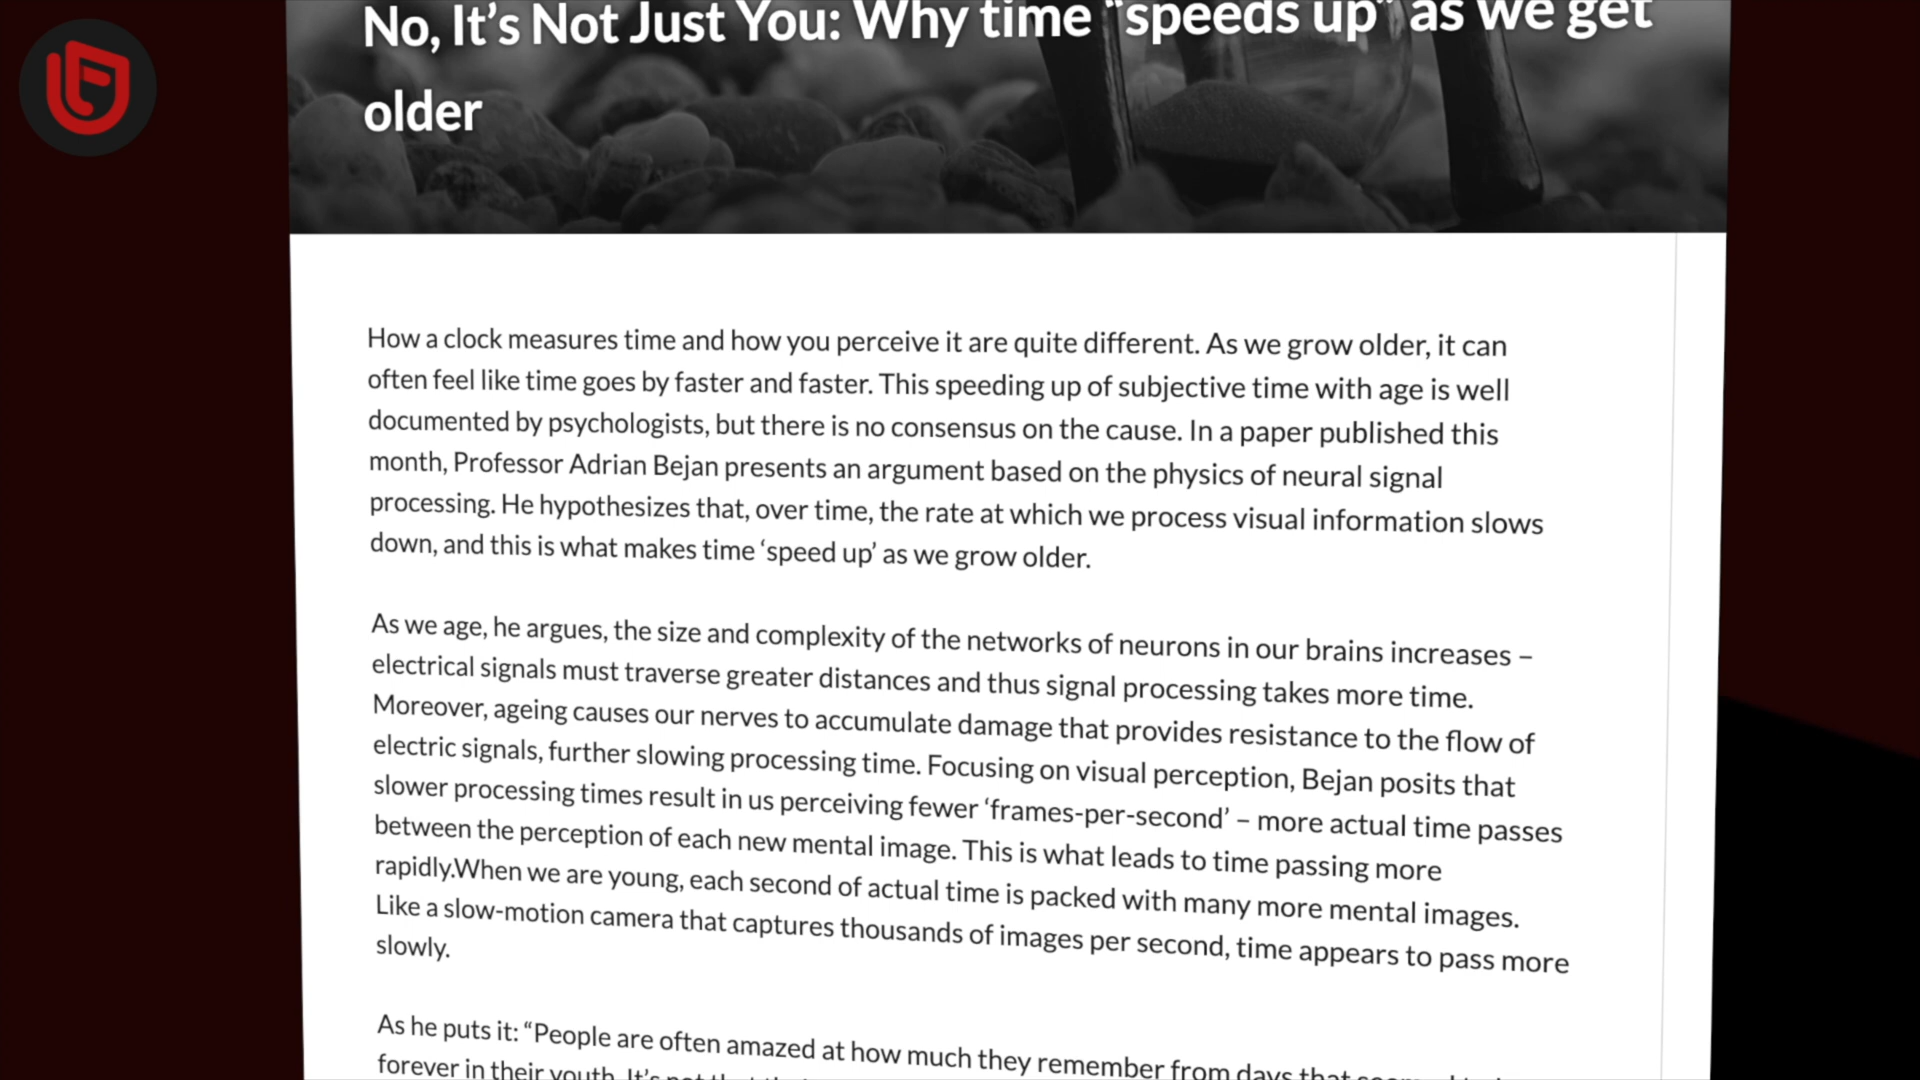 No, It’s Not Just You: Why time “speeds up” as we get
older
How a clock measures time and how you perceive it are quite different. As we grow older, it can
often feel like time goes by faster and faster. This speeding up of subjective time with age is well
documented by psychologists, but there is no consensus on the cause. In a paper published this
month, Professor Adrian Bejan presents an argument based on the physics of neural signal
processing. He hypothesizes that, over time, the rate at which we process visual information slows
down, and this is what makes time ‘speed up’ as we grow older.
As we age, he argues, the size and complexity of the networks of neurons in our brains increases –
electrical signals must traverse greater distances and thus signal processing takes more time.
Moreover, ageing causes our nerves to accumulate damage that provides resistance to the flow of
electric signals, further slowing processing time. Focusing on visual perception, Bejan posits that
slower processing times result in us perceiving fewer ‘frames-per-second’ – more actual time passes
between the perception of each new mental image. This is what leads to time passing more
rapidly.When we are young, each second of actual time is packed with many more mental images.
Like a slow-motion camera that captures thousands of images per second, time appears to pass more
slowly.
As he puts it: “People are often amazed at how much they remember from days that
forever in their youth. It’s not that